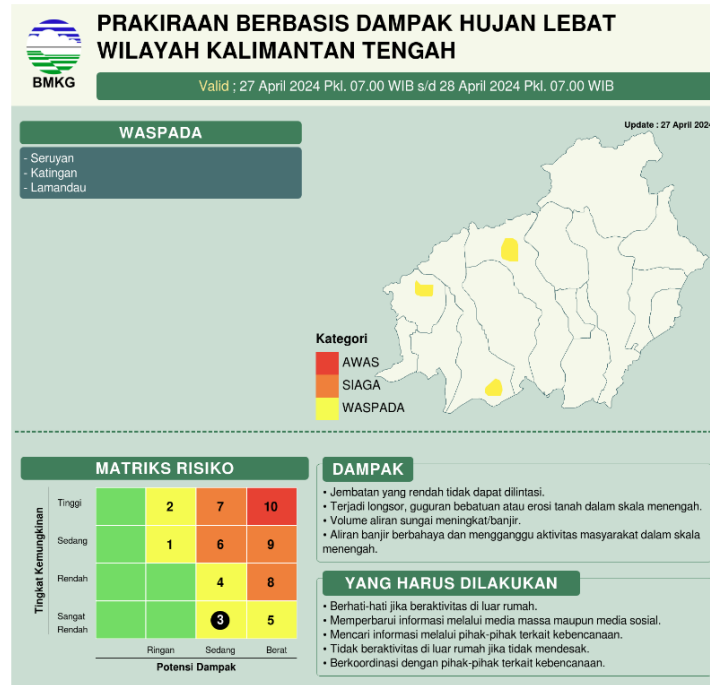 BMKG
PRAKIRAAN BERBASIS DAMPAK HUJAN LEBAT
WILAYAH KALIMANTAN TENGAH
Valid ; 27 April 2024 Pkl. 07.00 WIB s/d 28 April 2024 Pkl. 07.00 WIB
WASPADA
- Seruyan
- Katingan
- Lamandau
Update : 27 April 2024
Kategori
AWAS
SIAGA
WASPADA
MATRIKS RISIKO
Tingkat Kemungkinan
Tinggi 2 7 10
Sedang 1 6 9
Rendah 4 8
Sangat
Rendah 3 5
Ringan Sedang Berat
Potensi Dampak
DAMPAK
• Jembatan yang rendah tidak dapat dilintasi.
• Terjadi longsor, guguran bebatuan atau erosi tanah dalam skala menengah.
• Volume aliran sungai meningkat/banjir.
• Aliran banjir berbahaya dan mengganggu aktivitas masyarakat dalam skala
menengah.
YANG HARUS DILAKUKAN
• Berhati-hati jika beraktivitas di luar rumah.
• Memperbarui informasi melalui media massa maupun media sosial.
• Mencari informasi melalui pihak-pihak terkait kebencanaan.
• Tidak beraktivitas di luar rumah jika tidak mendesak.
• Berkoordinasi dengan pihak-pihak terkait kebencanaan.